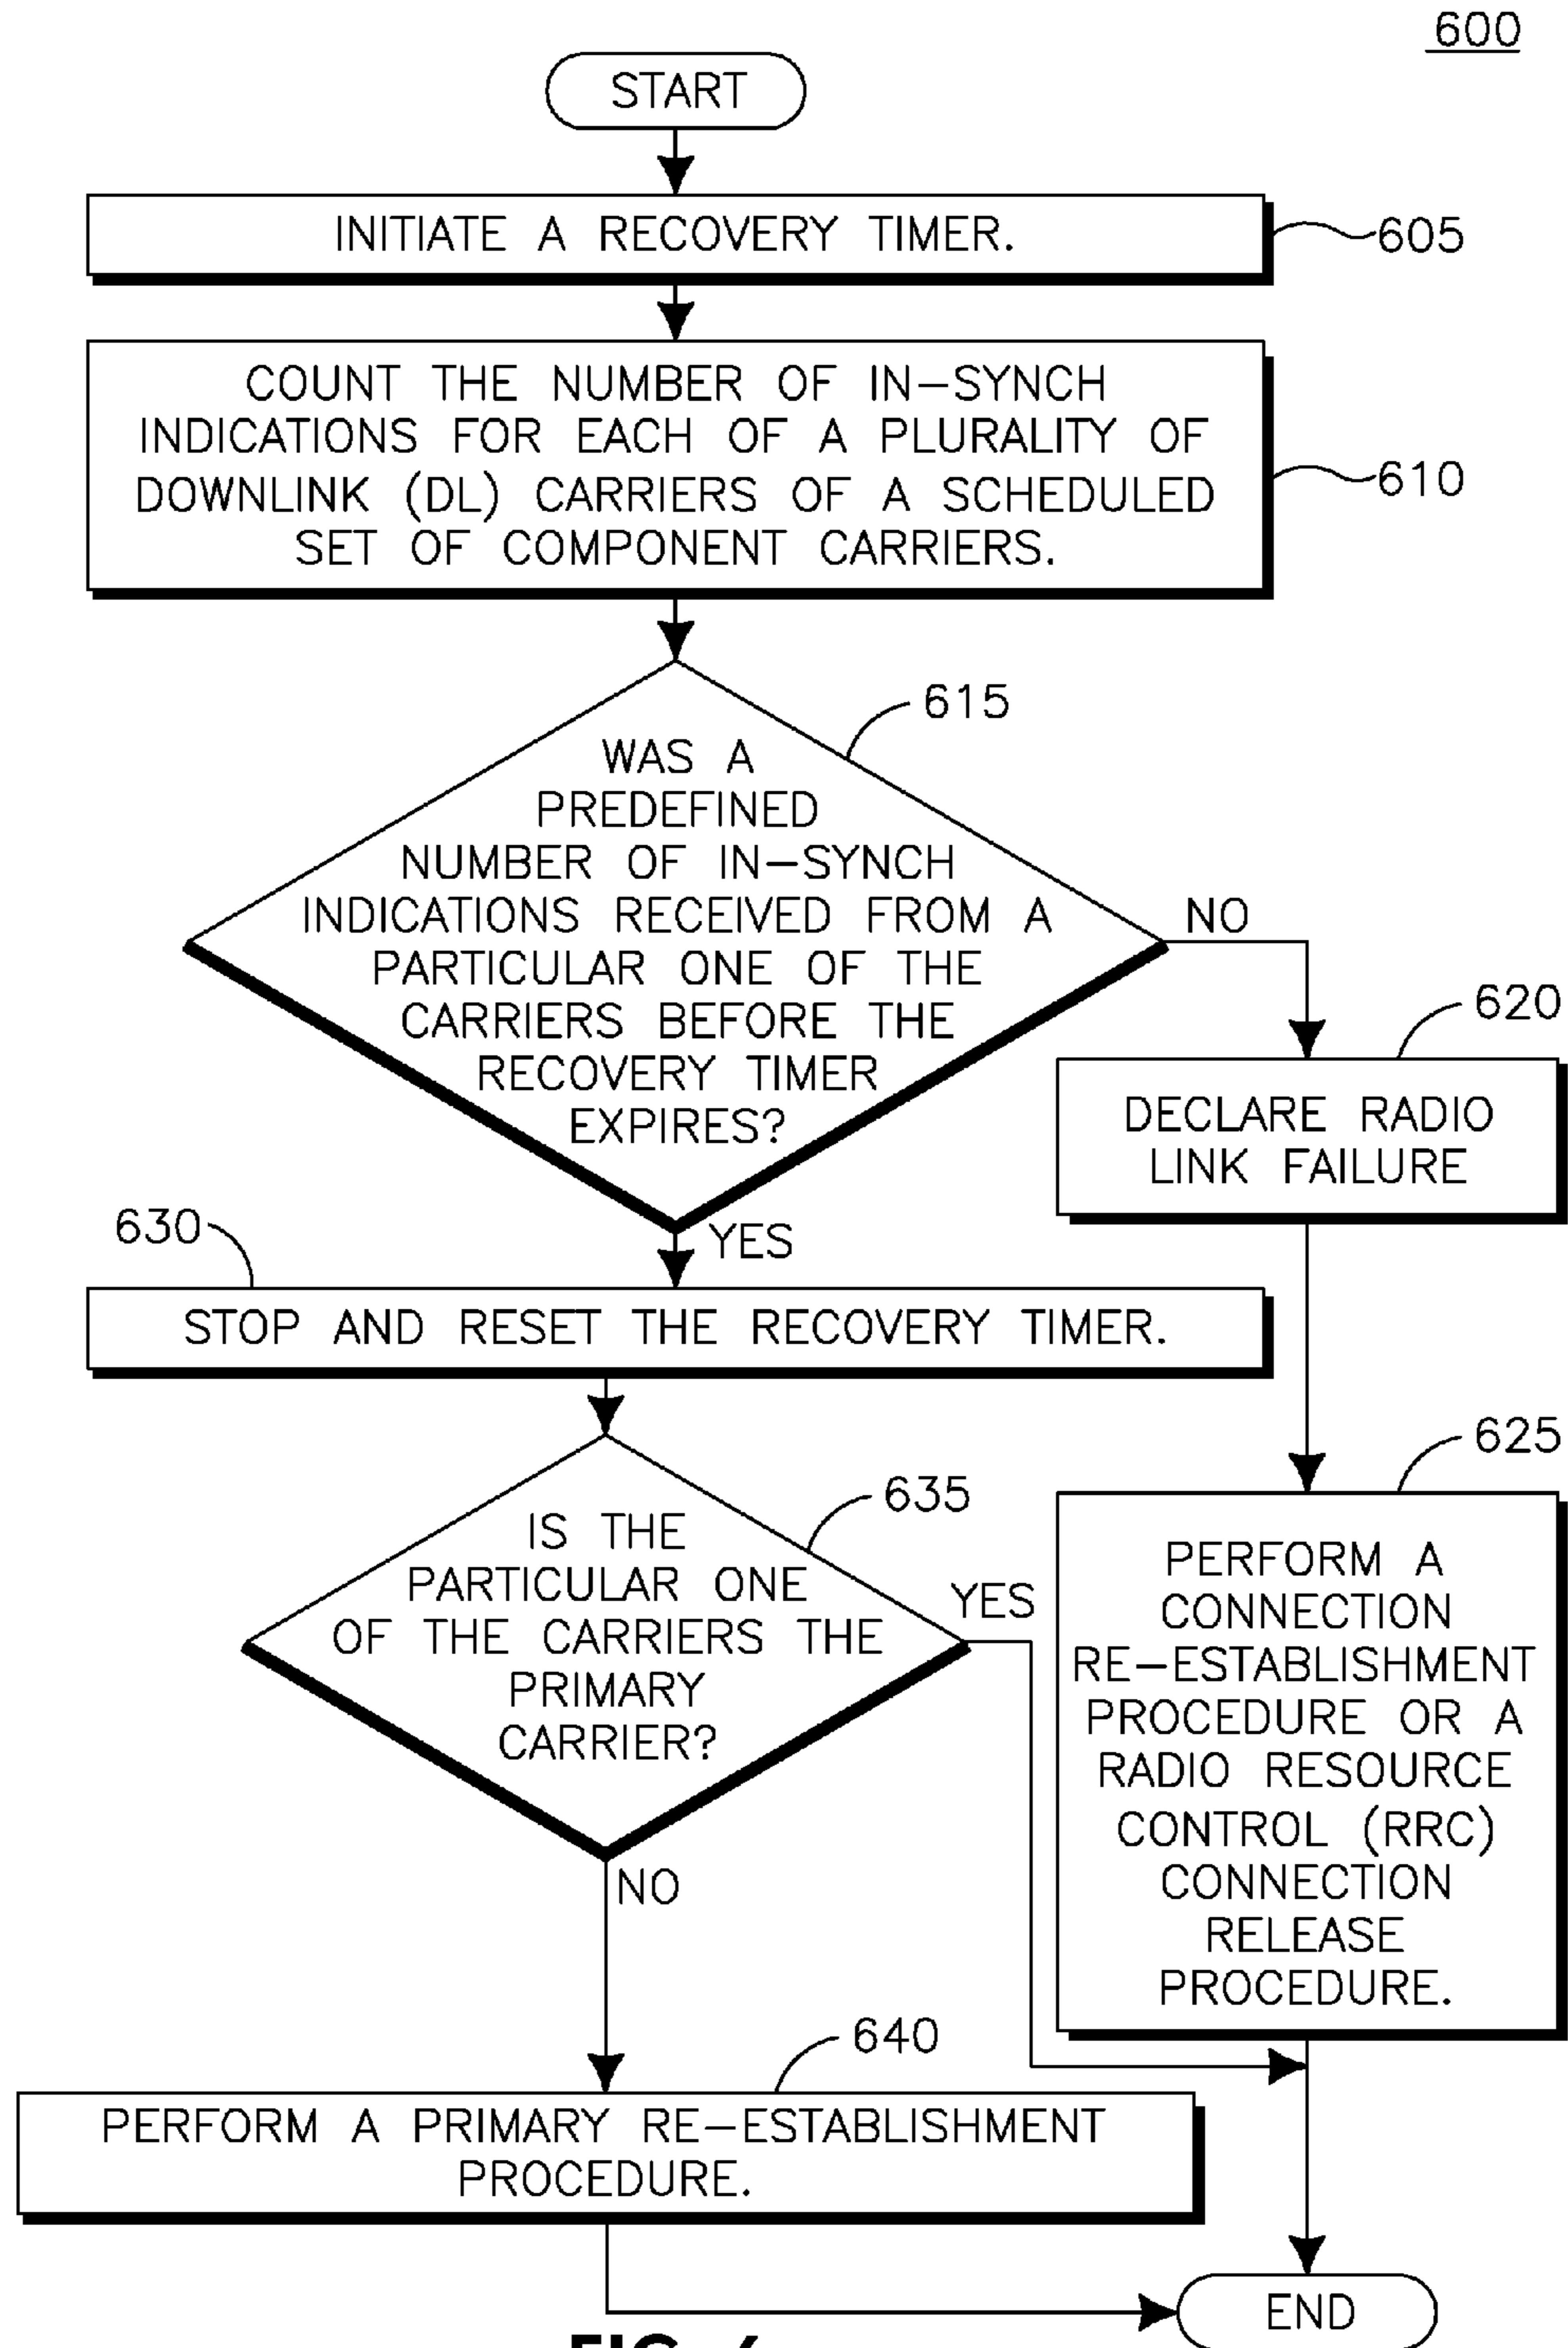 600
START
INITIATE A RECOVERY TIMER.
605
COUNT THE NUMBER OF IN-SYNCH
INDICATIONS FOR EACH OF A PLURALITY OF
DOWNLINK (DL) CARRIERS OF A SCHEDULED
SET OF COMPONENT CARRIERS.
610
615
WAS A
PREDEFINED
NUMBER OF IN-SYNCH
INDICATIONS RECEIVED FROM A
PARTICULAR ONE OF THE
CARRIERS BEFORE THE
RECOVERY TIMER
EXPIRES?
NO
620
DECLARE RADIO
LINK FAILURE
YES
630
STOP AND RESET THE RECOVERY TIMER.
625
PERFORM A
CONNECTION
RE-ESTABLISHMENT
PROCEDURE OR A
RADIO RESOURCE
CONTROL (RRC)
CONNECTION
RELEASE
PROCEDURE.
635
IS THE
PARTICULAR ONE
OF THE CARRIERS THE
PRIMARY
CARRIER?
YES
NO
640
PERFORM A PRIMARY RE-ESTABLISHMENT
PROCEDURE.
END